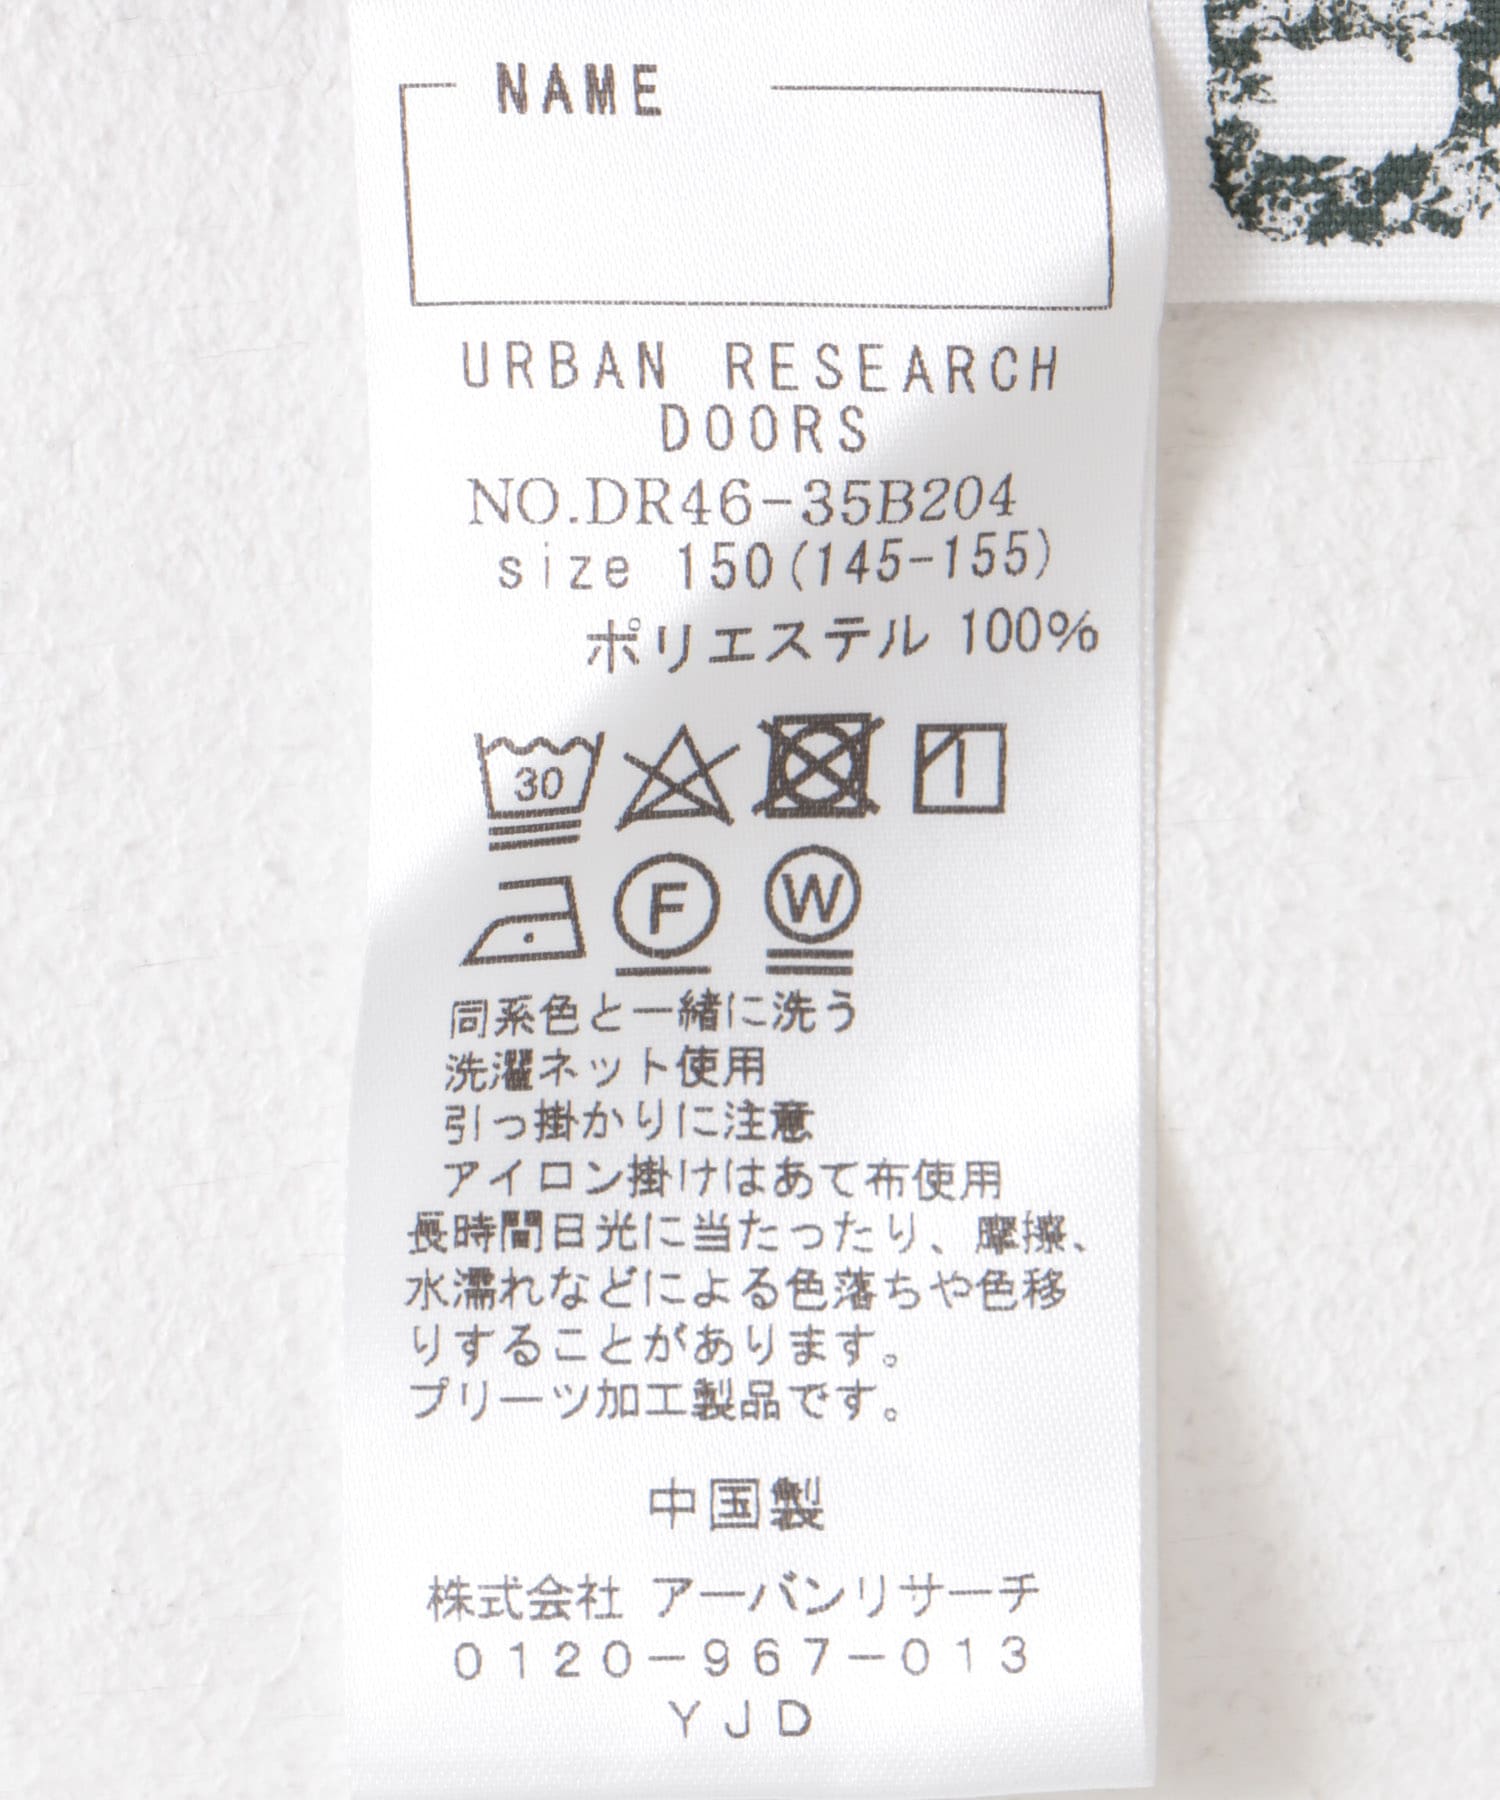 NAME
URBAN RESEARCH
DOORS
NO.DR46-35B204
size 150(145-155)
ポリエステル 100%
30
F
W
同系色と一緒に洗う
洗濯ネット使用
引っ掛かりに注意
アイロン掛けはあて布使用
長時間日光に当たったり、摩擦、
水濡れなどによる色落ちや色移
りすることがあります。
プリーツ加工製品です。
中国製
株式会社 アーバンリサーチ
0120-967-013
YJD